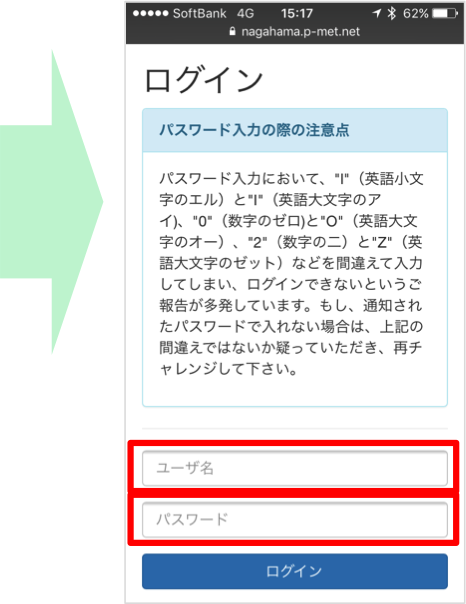 ●●●●● SoftBank 4G 15:17 62%
nagahama.p-met.net
ログイン
パスワード入力の際の注意点
パスワード入力において、"l"（英語小文
字のエル）と"I"（英語大文字のア
イ)、"0"（数字のゼロ)と"O"（英語大文
字のオー）、"2"（数字の二）と"Z"（英
語大文字のゼット）などを間違えて入力
してしまい、ログインできないというご
報告が多発しています。もし、通知され
たパスワードで入れない場合は、上記の
間違えではないか疑っていただき、再チ
ャレンジして下さい。
ユーザ名
パスワード
ログイン